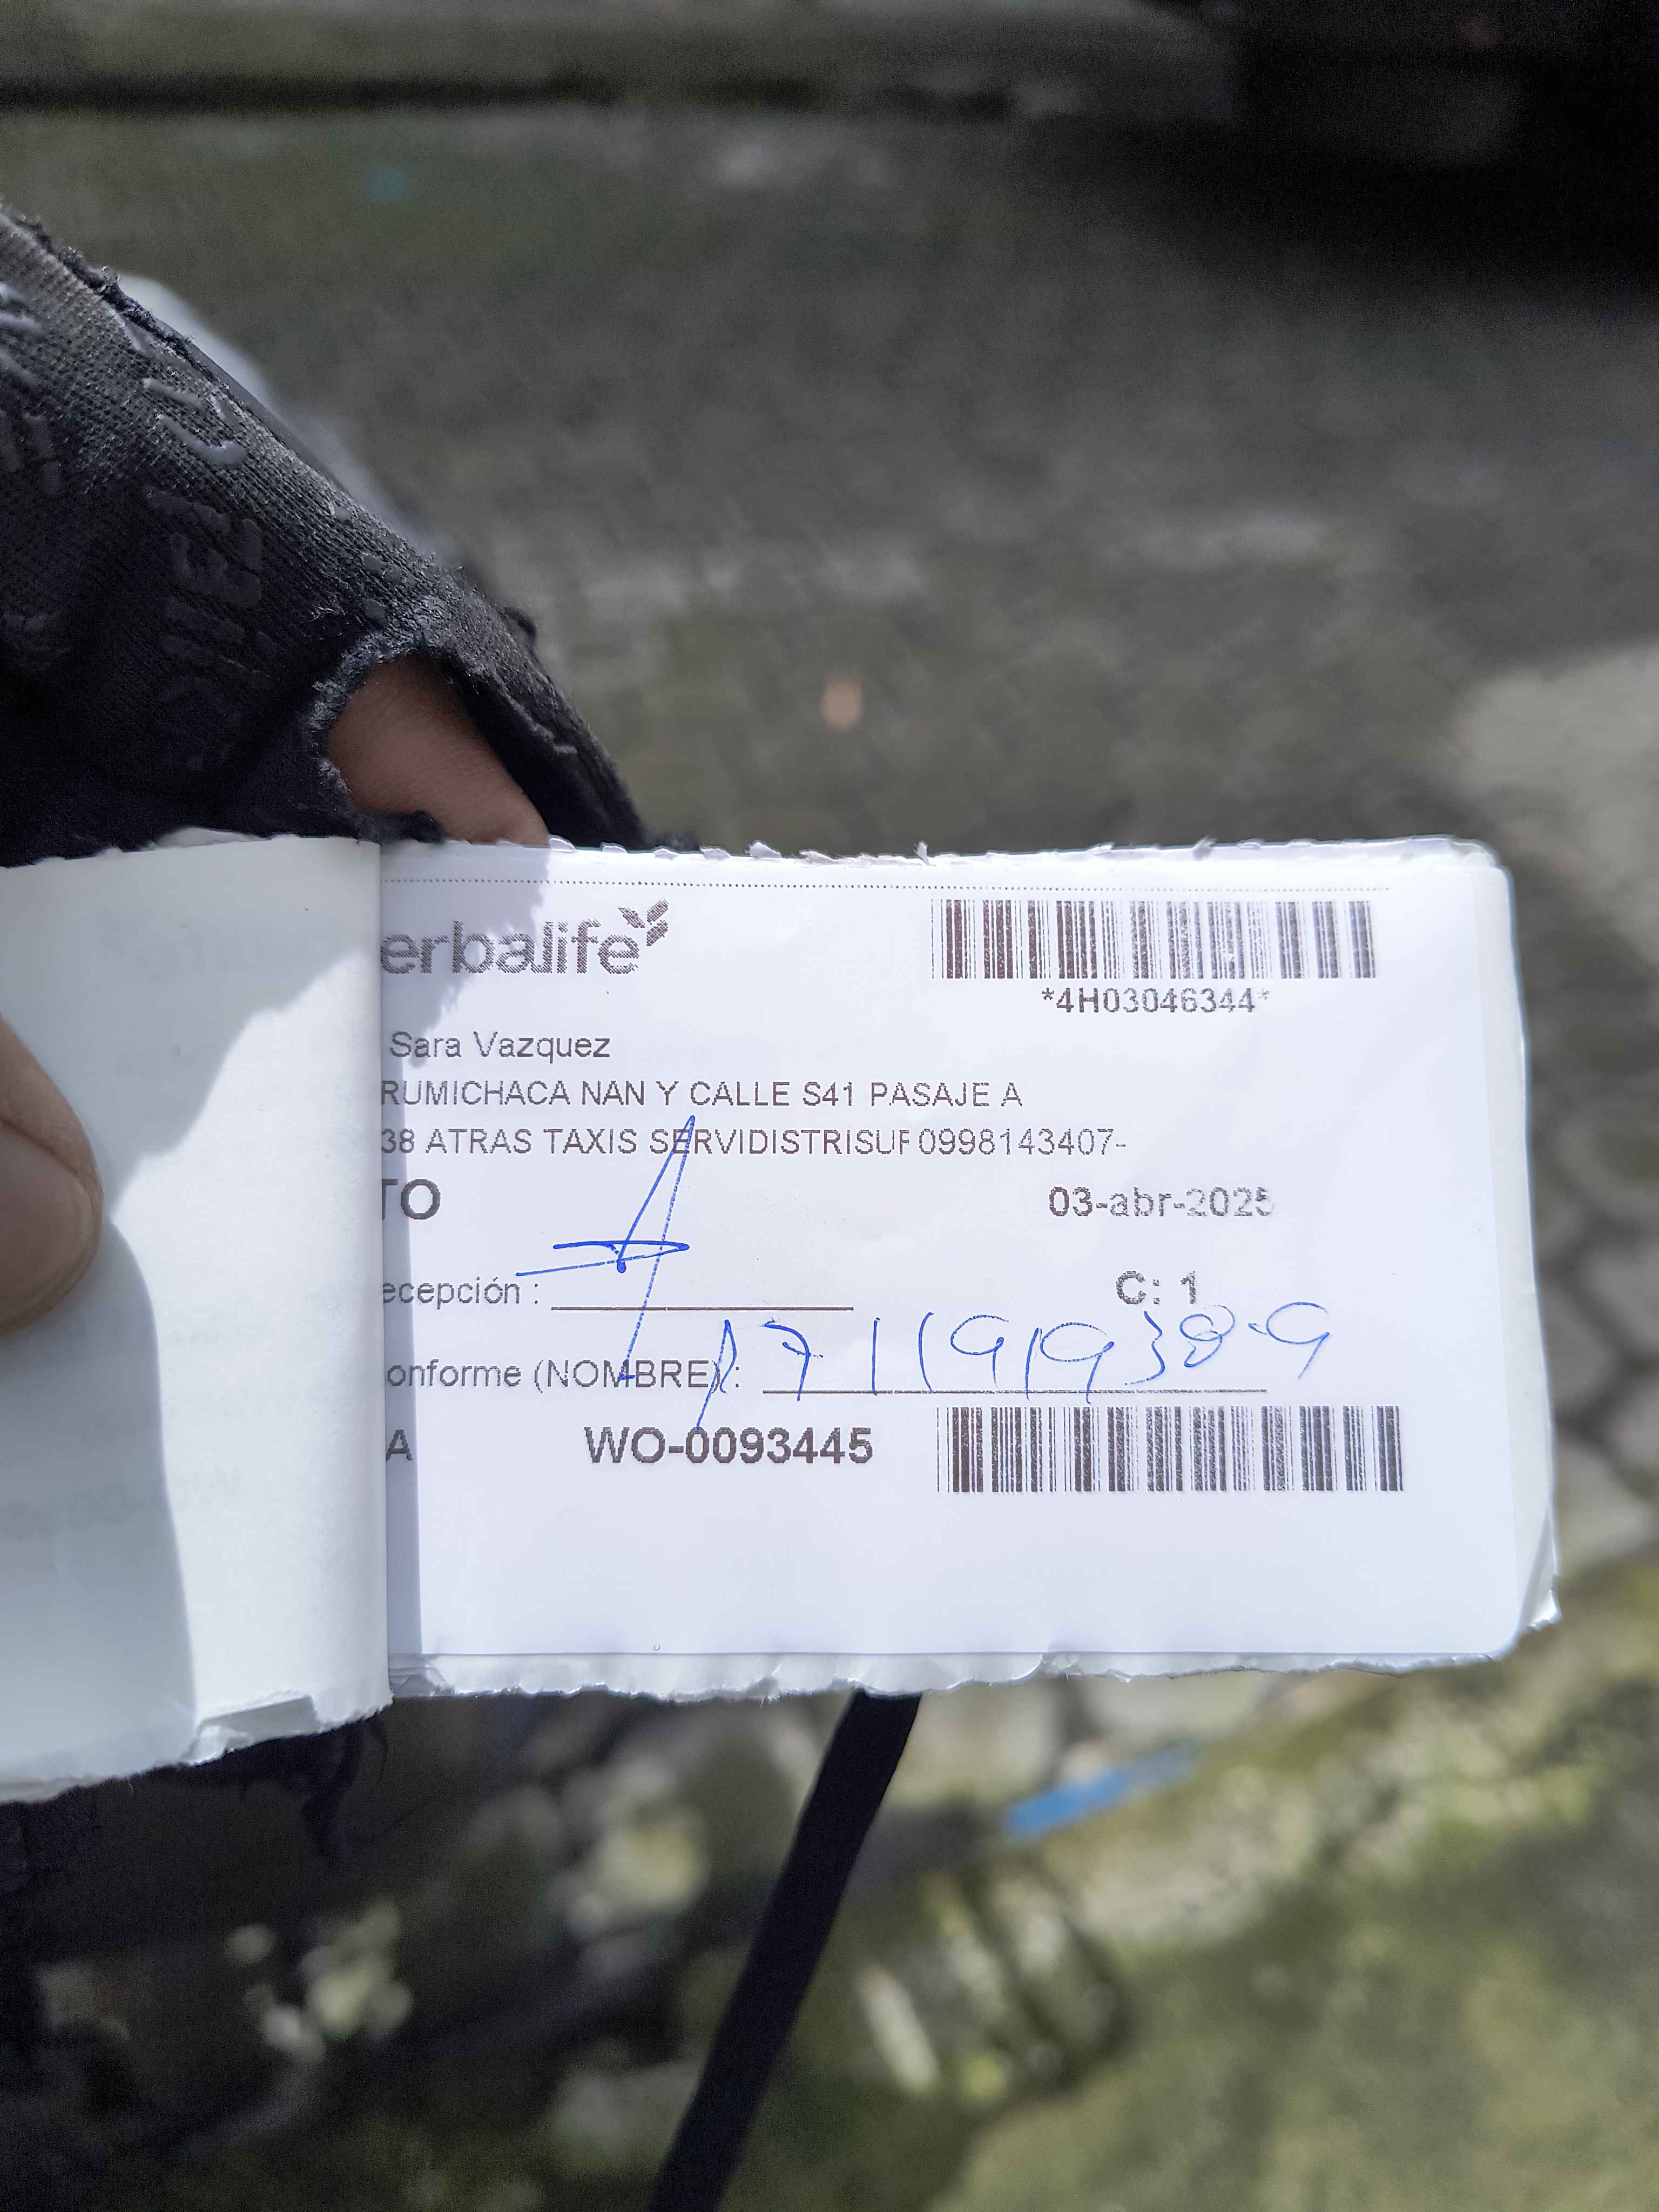 erbalife
*4H03046344*
Sara Vazquez
RUMICHACA NAN Y CALLE S41 PASAJE A
38 ATRAS TAXIS SERVIDISTRISUF 0998143407-
TO
03-abr-2025
ecepción :
C: 1
onforme (NOMBRE) :
A WO-0093445